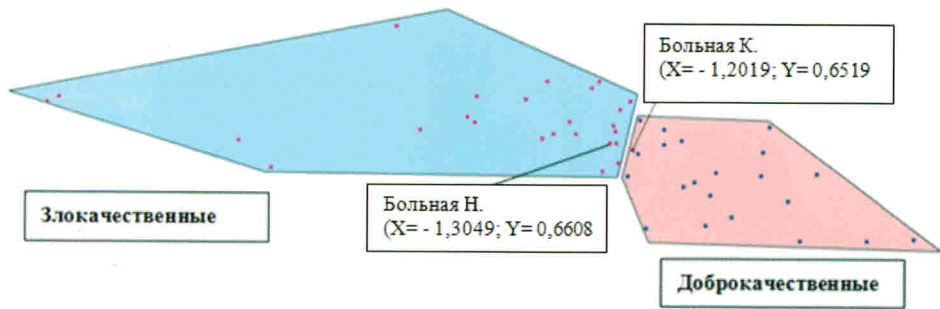 Больная К.
(X= - 1,2019; Y= 0,6519
Больная Н.
(X= - 1,3049; Y= 0,6608
Злокачественные
Доброкачественные